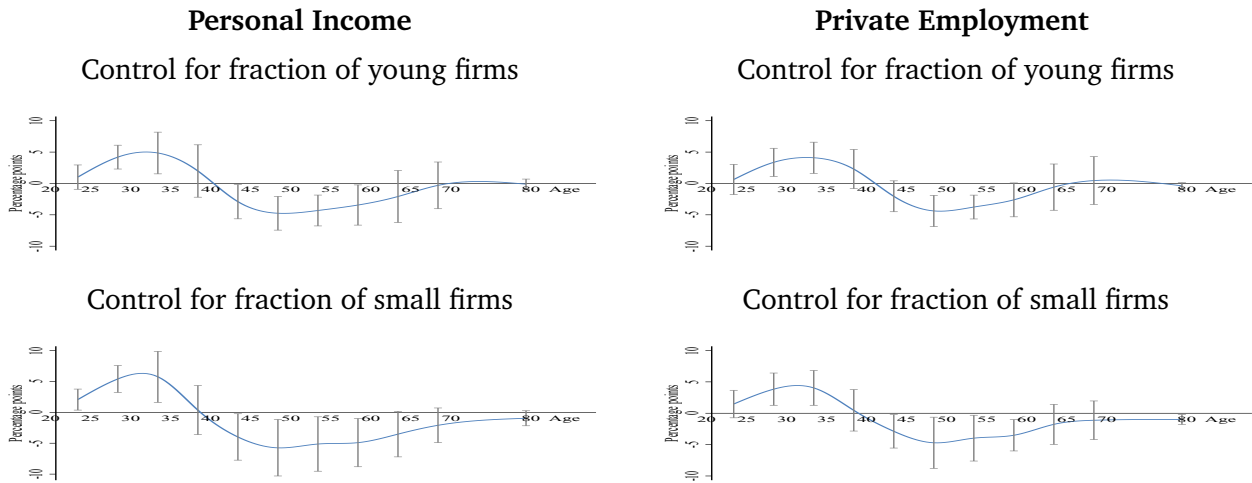 Personal Income
Private Employment
Control for fraction of young firms
Control for fraction of young firms
Percentage points
10
5
0
-5
-10
20 25 30 35 40 45 50 55 60 65 70 80 Age
Percentage points
10
5
0
-5
-10
20 25 30 35 40 45 50 55 60 65 70 80 Age
Control for fraction of small firms
Control for fraction of small firms
Percentage points
10
5
0
-5
-10
20 25 30 35 40 45 50 55 60 65 70 80 Age
Percentage points
10
5
0
-5
-10
20 25 30 35 40 45 50 55 60 65 70 80 Age